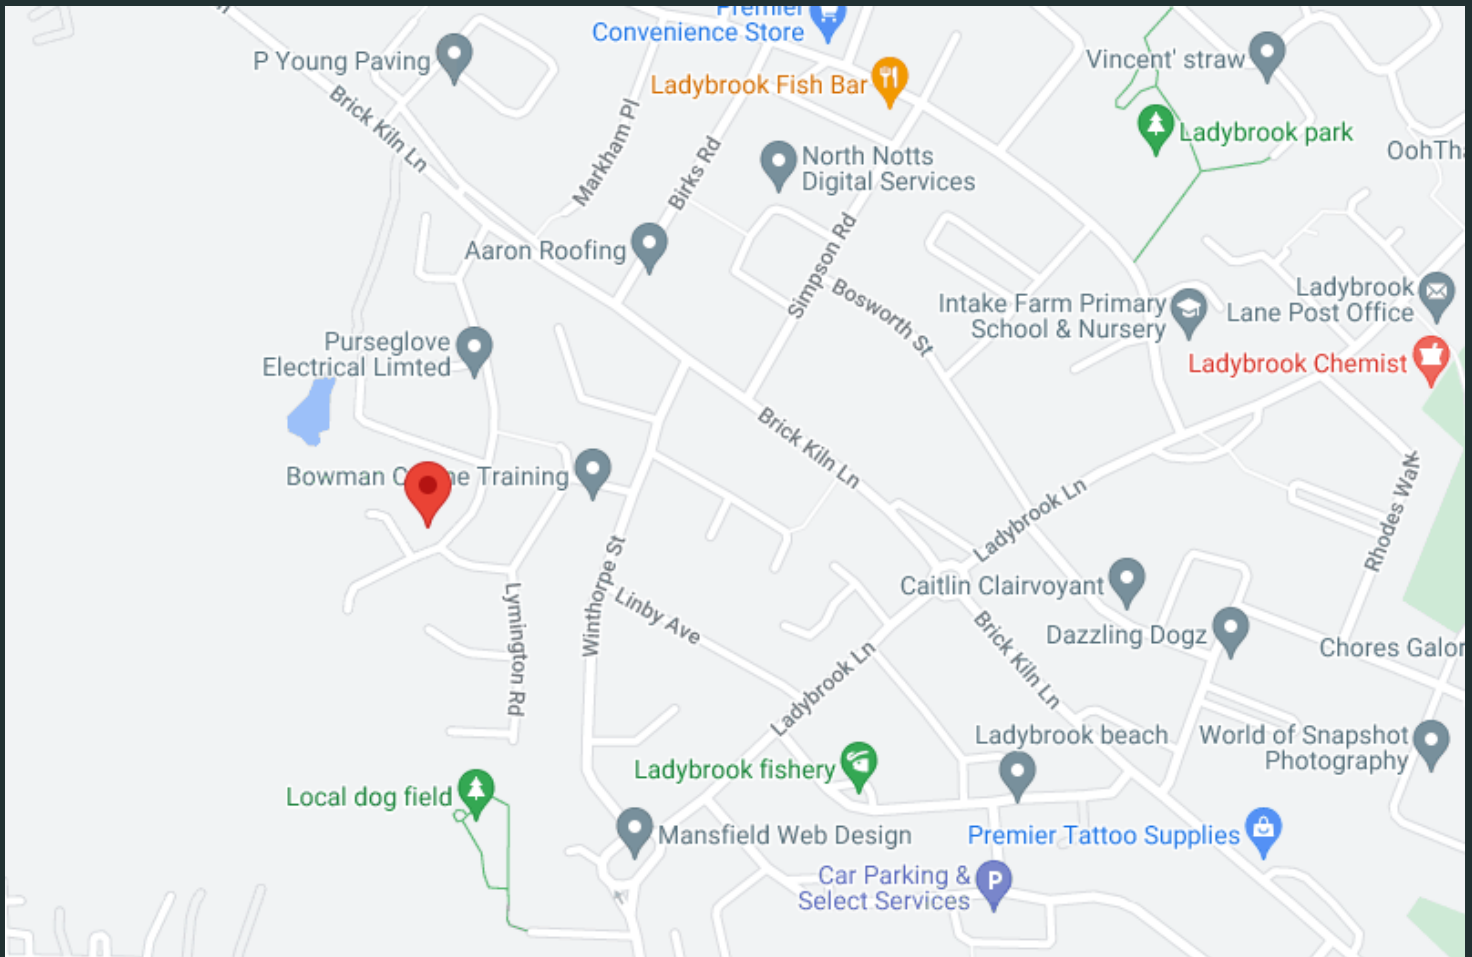 Premier
Convenience Store
P Young Paving
Vincent' straw
Ladybrook Fish Bar
Brick Kiln Ln
Markham Pl
Ladybrook park
North Notts
Digital Services
Birks Rd
Aaron Roofing
Simpson Rd
Bosworth St
Intake Farm Primary
School & Nursery
Ladybrook
Lane Post Office
Purseglove
Electrical Limted
Ladybrook Chemist
Brick Kiln Ln
Bowman
Training
Ladybrook Ln
Rhodes Walk
Winthorpe St
Linby Ave
Caitlin Clairvoyant
Lymington Rd
Dazzling Dogz
Brick Kiln Ln
Chores Galor
Ladybrook Ln
Ladybrook beach
World of Snapshot
Photography
Ladybrook fishery
Local dog field
Mansfield Web Design
Premier Tattoo Supplies
Car Parking &
Select Services
P